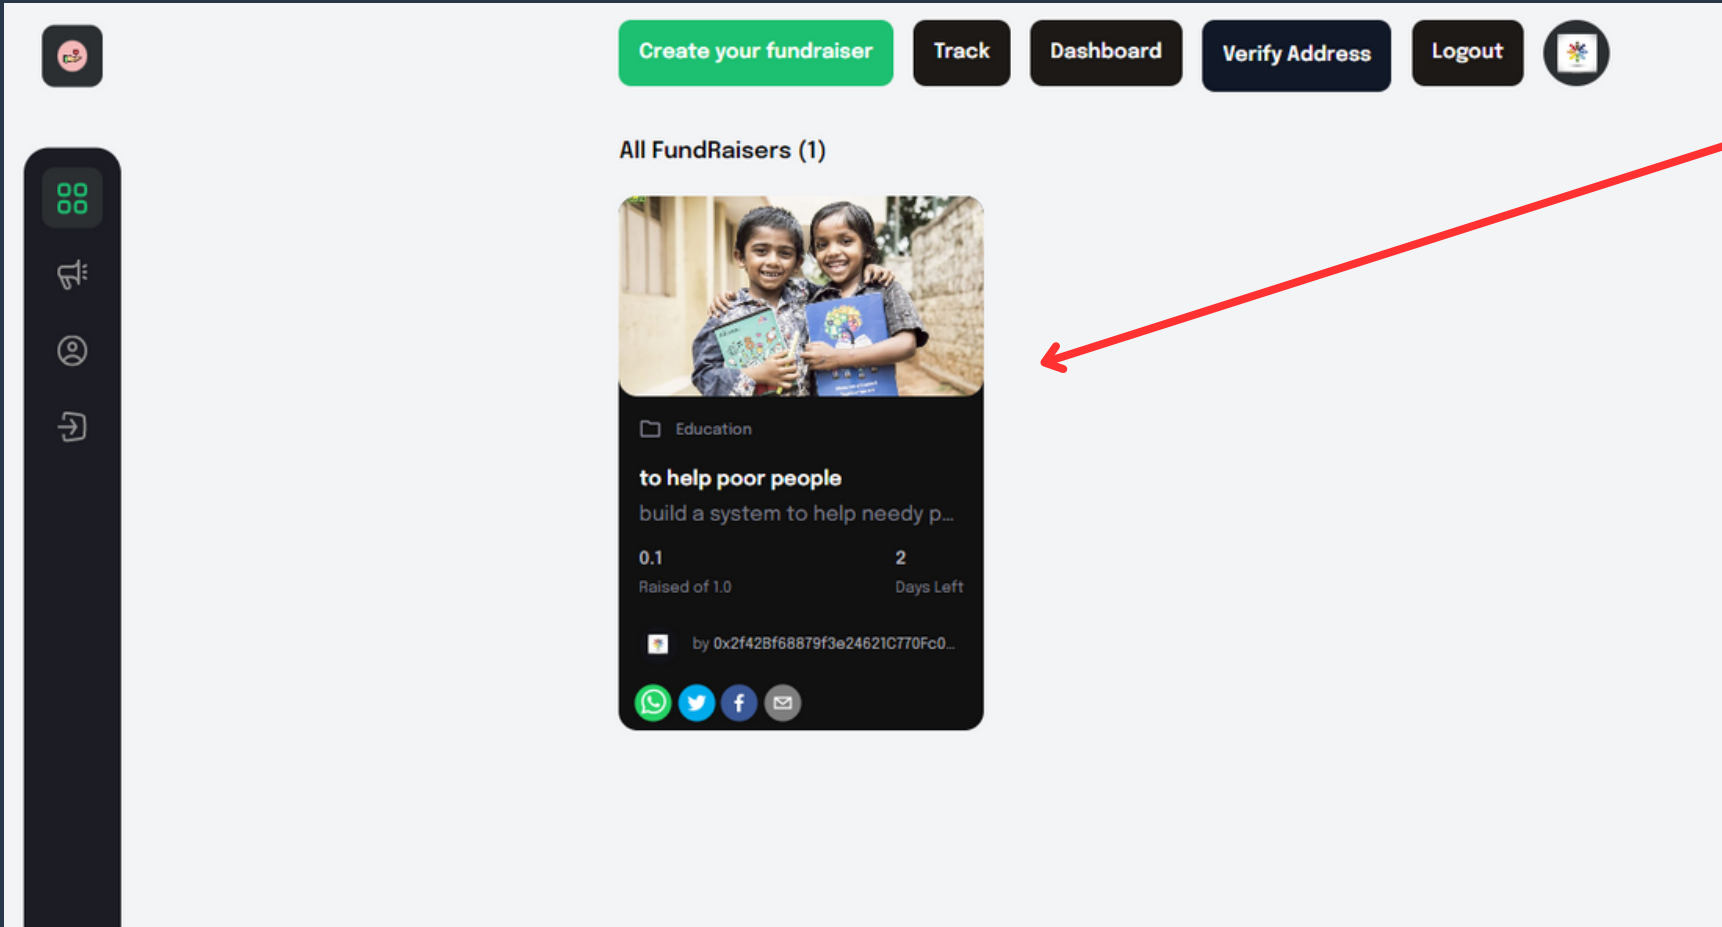 Create your fundraiser
Track
Dashboard
Verify Address
Logout
All FundRaisers (1)
Education
to help poor people
build a system to help needy p...
0.1
2
Raised of 1.0
Days Left
by 0x2f42Bf68879f3e24621C770Fc0...